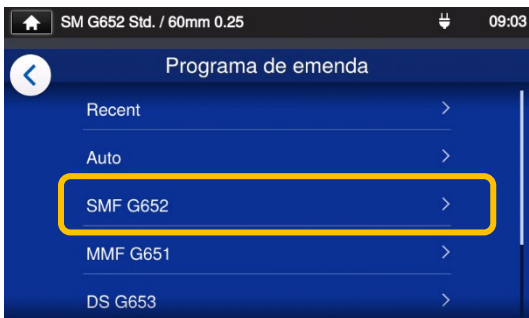 SM G652 Std. / 60mm 0.25 09:03
Programa de emenda
Recent
Auto
SMF G652
MMF G651
DS G653